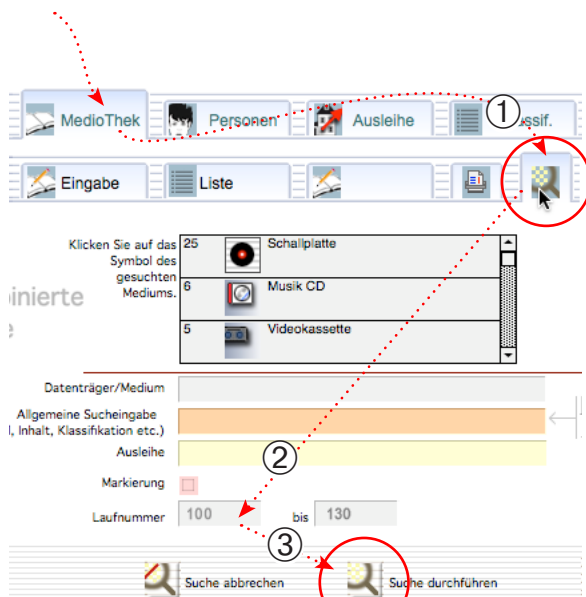 MedioThek Personen Ausleihe ssif.
1
Eingabe Liste
Klicken Sie auf das
Symbol des
gesuchten
Mediums.
25 Schallplatte
6 Musik CD
5 Videokassette
inierte
e
Datenträger/Medium
Allgemeine Sucheingabe
l, Inhalt, Klassifikation etc.)
Ausleihe
2
Markierung
Laufnummer 100 bis 130
3
Suche abbrechen Suche durchführen